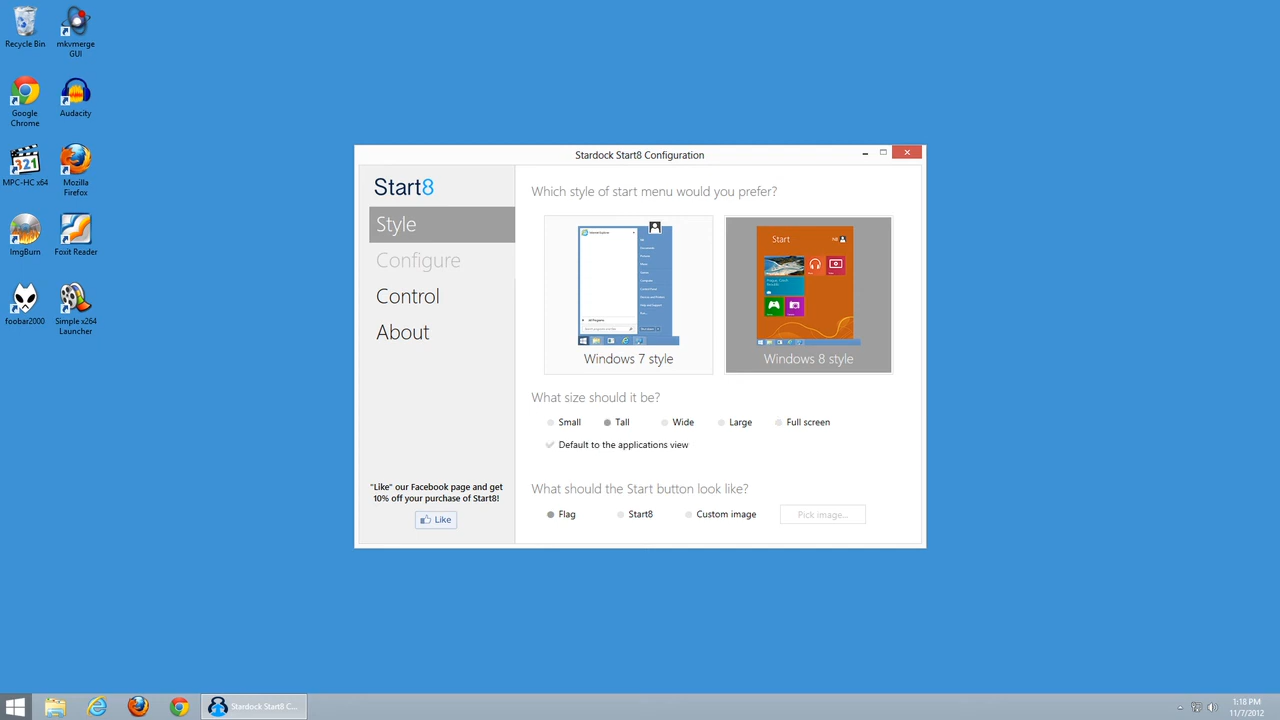 Recycle Bin
mkvmerge
GUI
Google
Chrome
Audacity
MPC-HC x64
Mozilla
Firefox
ImgBurn
Foxit Reader
foobar2000
Simple x264
Launcher
Stardock Start8 Configuration
Start8
Style
Configure
Control
About
"Like" our Facebook page and get
10% off your purchase of Start8!
Like
Which style of start menu would you prefer?
Internet Explorer
All Programs
Windows 7 style
Start
Windows 8 style
What size should it be?
Small
Tall
Wide
Large
Full screen
Default to the applications view
What should the Start button look like?
Flag
Start8
Custom image
Pick image...
Stardock Start8 C...
1:18 PM
11/7/2012